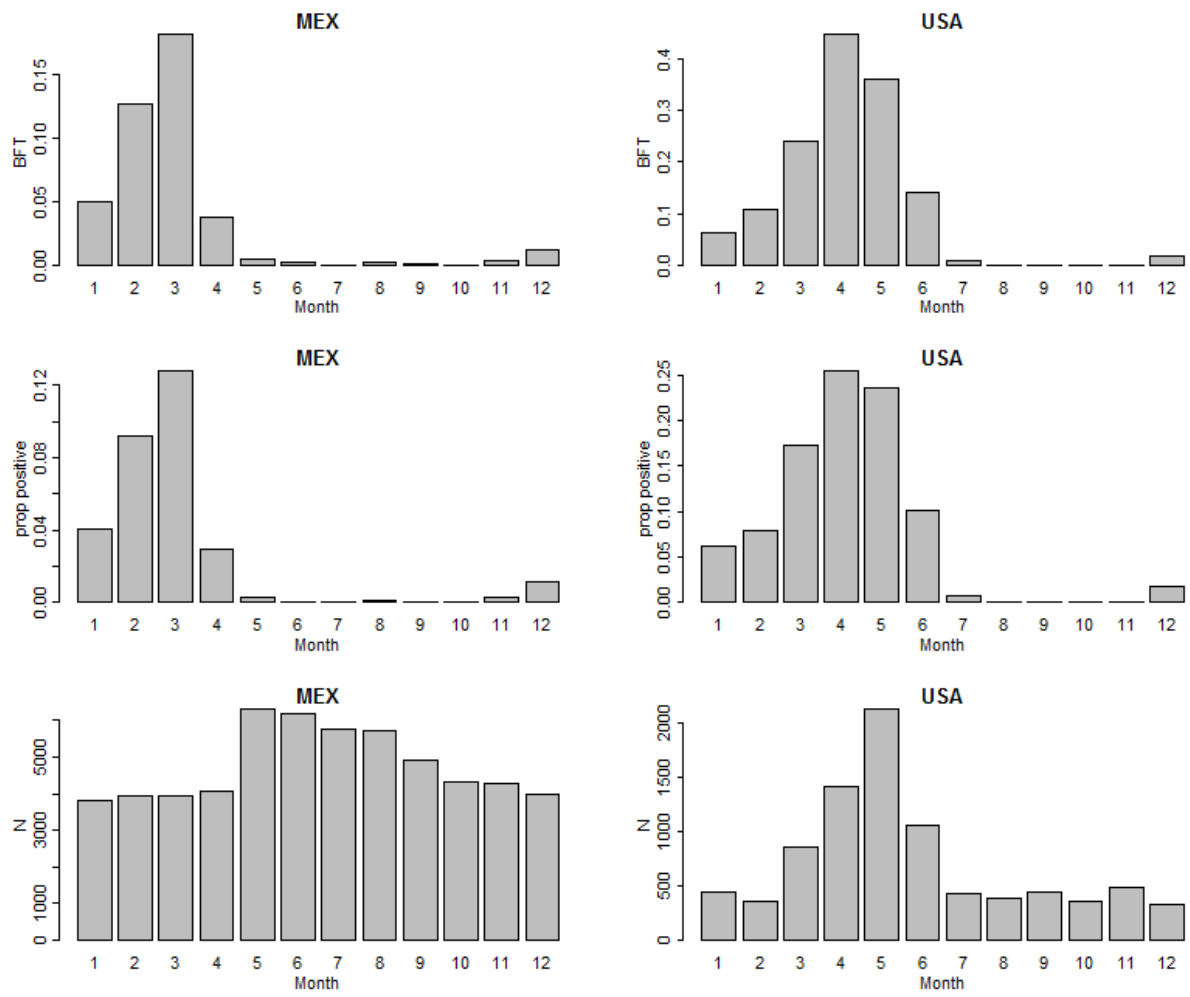 MEX
BFT
0.00 0.05 0.10 0.15
1 2 3 4 5 6 7 8 9 10 11 12
Month
USA
BFT
0.0 0.1 0.2 0.3 0.4
1 2 3 4 5 6 7 8 9 10 11 12
Month
MEX
prop positive
0.00 0.04 0.08 0.12
1 2 3 4 5 6 7 8 9 10 11 12
Month
USA
prop positive
0.00 0.05 0.10 0.15 0.20 0.25
1 2 3 4 5 6 7 8 9 10 11 12
Month
MEX
N
0 1000 3000 5000
1 2 3 4 5 6 7 8 9 10 11 12
Month
USA
N
0 500 1000 1500 2000
1 2 3 4 5 6 7 8 9 10 11 12
Month